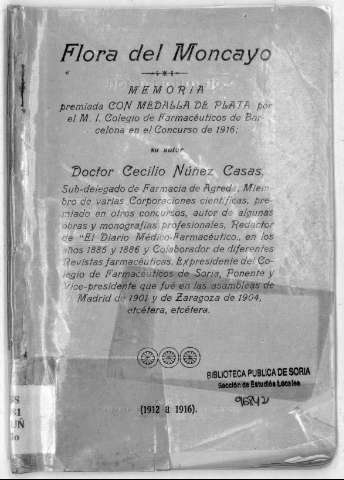 Flora del Moncayo
MEMORIA
premiada CON MEDALLA DE PLATA por
el M. I. Colegio de Farmacéuticos de Bar-
celona en el Concurso de 1916;
su autor
Doctor Cecilio Núñez Casas,
Sub-delegado de Farmacia de Agreda, Miem-
bro de varias Corporaciones científicas, pre-
miado en otros concursos, autor de algunas
obras y monografías profesionales, Redactor
de "El Diario Médico-Farmacéutico„ en los
años 1885 y 1886 y Colaborador de diferentes
Revistas farmacéuticas, Expresidente del Co-
legio de Farmacéuticos de Soria, Ponente y
Vice-presidente que fué en las asambleas de
Madrid de 1901 y de Zaragoza de 1904,
etcétera, etcétera.
BIBLIOTECA PUBLICA DE SORIA
Sección de Estudios Locales
(1912 a 1916).